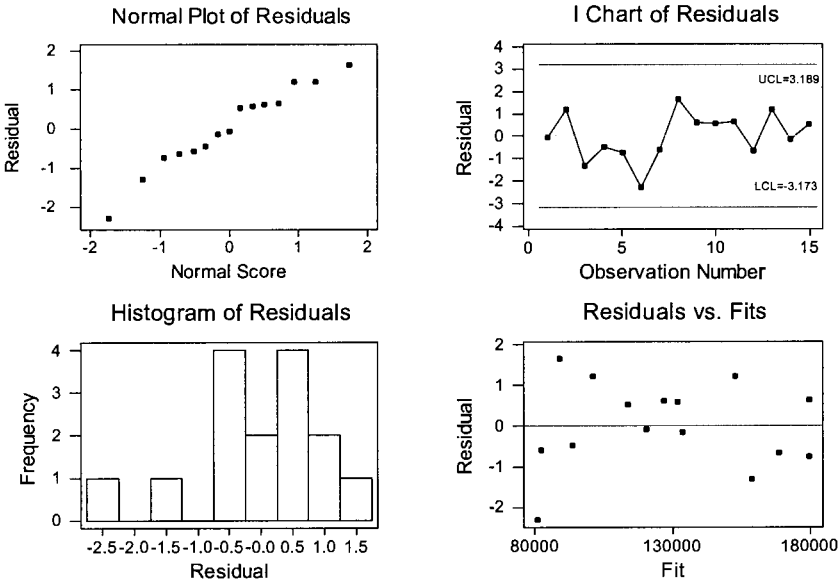 Normal Plot of Residuals
2
1
0
-1
-2
Residual
-2
-1
0
1
2
Normal Score
I Chart of Residuals
4
3
2
1
0
-1
-2
-3
-4
Residual
UCL=3.189
LCL=-3.173
0
5
10
15
Observation Number
Histogram of Residuals
4
3
2
1
0
Frequency
-2.5 -2.0 -1.5 -1.0 -0.5 -0.0 0.5 1.0 1.5
Residual
Residuals vs. Fits
2
1
0
-1
-2
Residual
80000
130000
180000
Fit